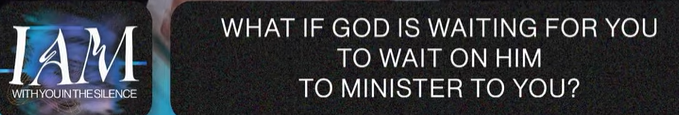 I AM
WITH YOU IN THE SILENCE
WHAT IF GOD IS WAITING FOR YOU
TO WAIT ON HIM
TO MINISTER TO YOU?